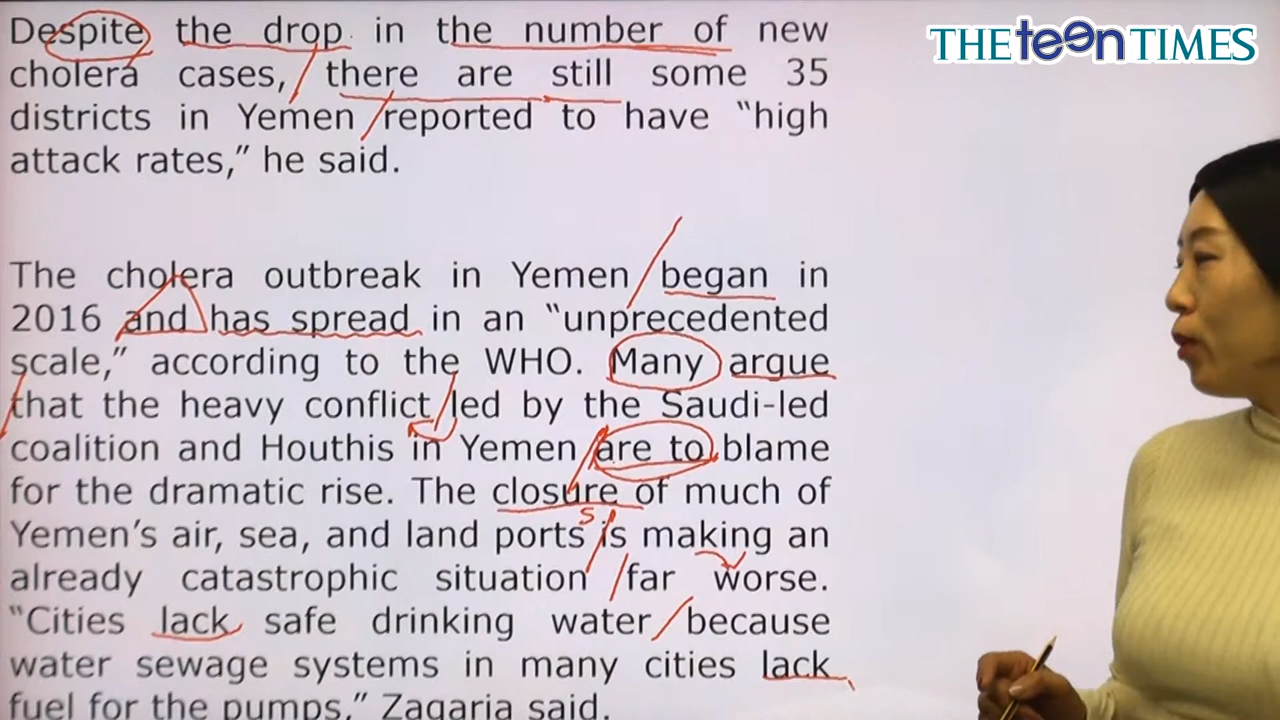 THE teen TIMES
Despite the drop in the number of new
cholera cases, there are still some 35
districts in Yemen reported to have “high
attack rates,” he said.
The cholera outbreak in Yemen began in
2016 and has spread in an “unprecedented
scale,” according to the WHO. Many argue
that the heavy conflict led by the Saudi-led
coalition and Houthis in Yemen are to blame
for the dramatic rise. The closure of much of
S
Yemen’s air, sea, and land ports is making an
already catastrophic situation far worse.
“Cities lack safe drinking water because
water sewage systems in many cities lack
fuel for the pumps,” Zagaria said.